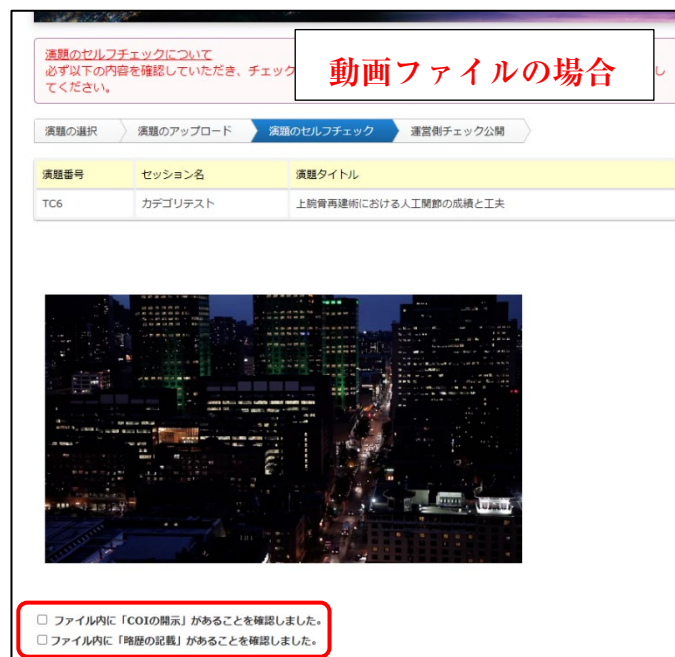 演題のセルフチェックについて
必ず以下の内容を確認していただき、チェック
し
てください。
動画ファイルの場合
演題の選択 演題のアップロード 演題のセルフチェック 運営側チェック公開
演題番号 セッション名 演題タイトル
TC6 カテゴリテスト 上腕骨再建術における人工関節の成績と工夫
ファイル内に「COIの開示」があることを確認しました。
ファイル内に「略歴の記載」があることを確認しました。